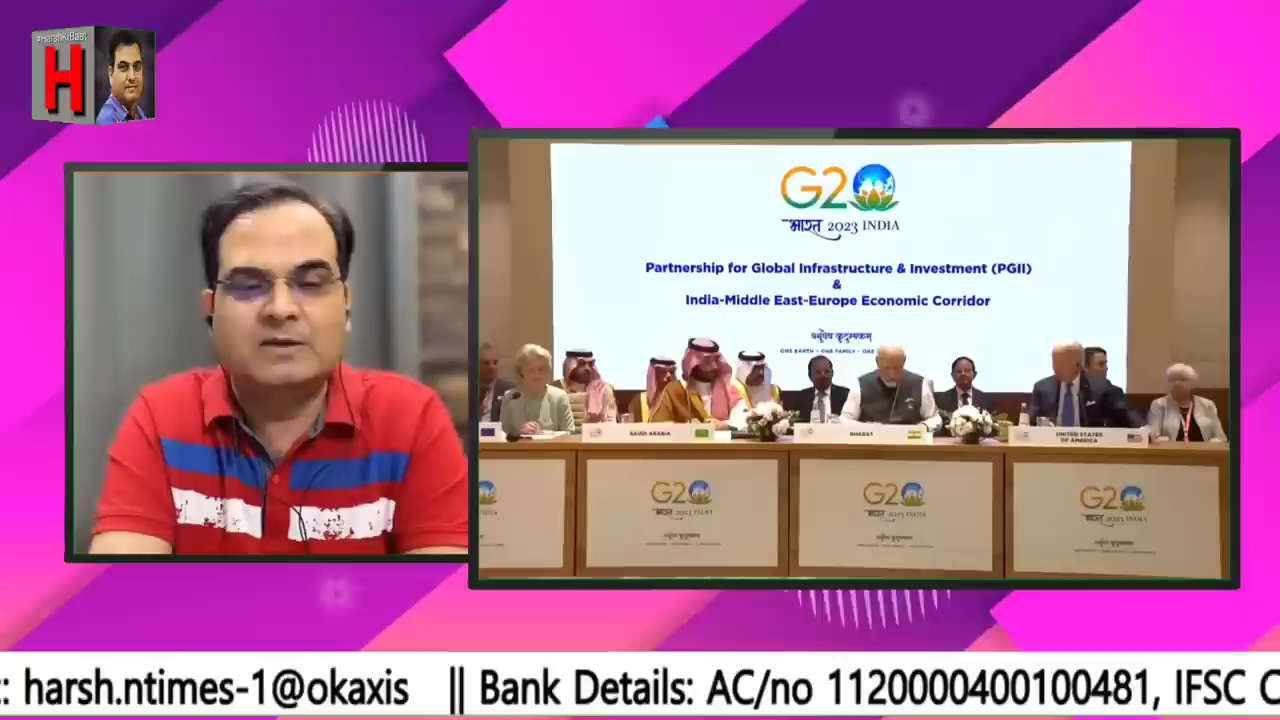 #HarshKiBaat
H
G20
भारत 2023 INDIA
Partnership for Global Infrastructure & Investment (PGII)
&
India-Middle East-Europe Economic Corridor
वसुधैव कुटुम्बकम्
ONE EARTH • ONE FAMILY • ONE
SAUDI ARABIA
BHARAT
UNITED STATES
OF AMERICA
G20
भारत 2023 INDIA
G20
भारत 2023 INDIA
G20
भारत 2023 INDIA
: harsh.ntimes-1@okaxis || Bank Details: AC/no 1120000400100481, IFSC C